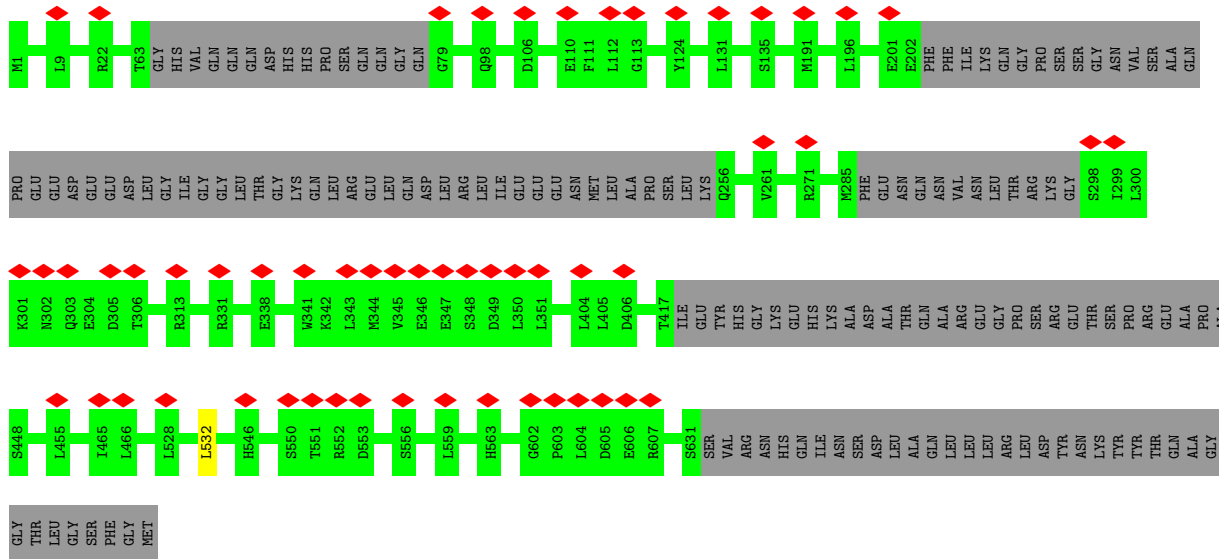 M1 L9 R22 T63 GLY HIS VAL GLN GLN GLN ASP HIS HIS PRO SER GLN GLN GLY GLN G79 Q98 D106 E110 F111 L112 G113 Y124 L131 S135 M191 L196 E201 E202 PHE PHE ILE LYS GLN GLY PRO SER SER GLY ASN VAL SER ALA GLN
PRO GLU GLU ASP GLU GLU ASP LEU GLY ILE GLY GLY LEU THR GLY LYS GLN LEU ARG GLU LEU GLN ASP LEU ARG LEU ILE GLU GLU GLU ASN MET LEU ALA PRO SER LEU LYS Q256 V261 R271 M285 PHE GLU ASN GLN ASN VAL ASN LEU THR ARG LYS GLY S298 I299 L300
K301 N302 Q303 E304 D305 T306 R313 R331 E338 W341 K342 L343 M344 V345 E346 E347 S348 D349 L350 L351 L404 L405 D406 T417 ILE GLU TYR HIS GLY LYS GLU HIS LYS ALA ASP ALA THR GLN ALA ARG GLU GLY PRO SER ARG GLU THR SER PRO ARG GLU ALA PRO ALA
S448 L455 I465 L466 L528 L532 H546 S550 T551 R552 D553 S556 L559 H563 G602 P603 L604 D605 E606 R607 S631 SER VAL ARG ASN HIS GLN ILE ASN SER ASP LEU ALA GLN LEU LEU LEU ARG LEU ASP TYR ASN LYS TYR TYR THR GLN ALA GLY
GLY THR LEU GLY SER PHE GLY MET